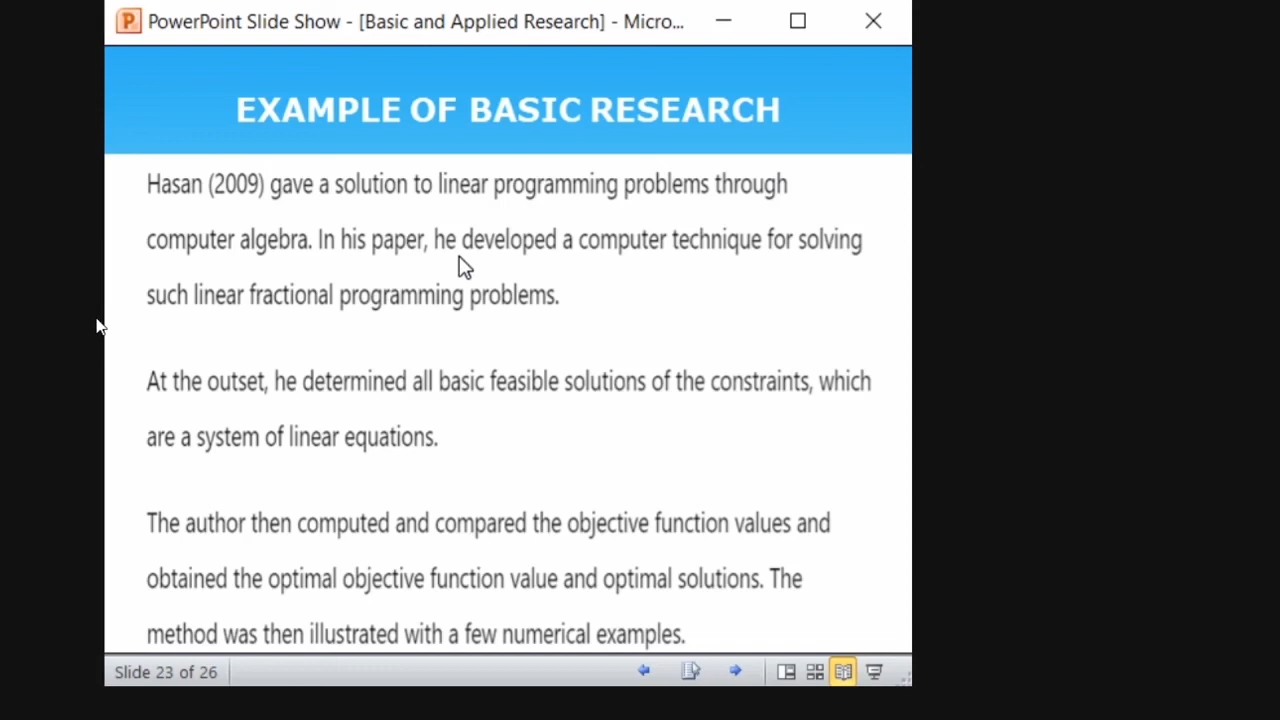 PowerPoint Slide Show - [Basic and Applied Research] - Micro...
EXAMPLE OF BASIC RESEARCH
Hasan (2009) gave a solution to linear programming problems through
computer algebra. In his paper, he developed a computer technique for solving
such linear fractional programming problems.
At the outset, he determined all basic feasible solutions of the constraints, which
are a system of linear equations.
The author then computed and compared the objective function values and
obtained the optimal objective function value and optimal solutions. The
method was then illustrated with a few numerical examples.
Slide 23 of 26